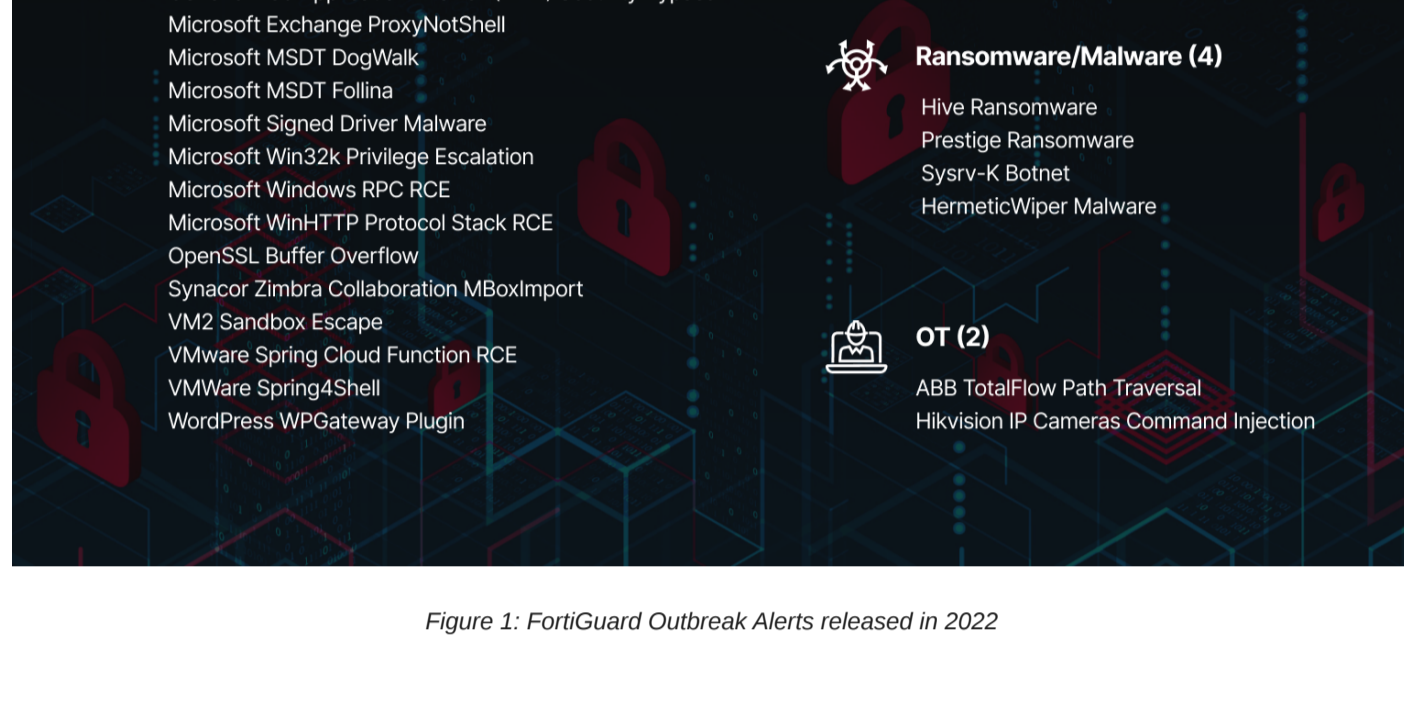 Microsoft Exchange ProxyNotShell
Microsoft MSDT DogWalk
Microsoft MSDT Follina
Microsoft Signed Driver Malware
Microsoft Win32k Privilege Escalation
Microsoft Windows RPC RCE
Microsoft WinHTTP Protocol Stack RCE
OpenSSL Buffer Overflow
Synacor Zimbra Collaboration MBoxImport
VM2 Sandbox Escape
VMware Spring Cloud Function RCE
VMWare Spring4Shell
WordPress WPGateway Plugin
Ransomware/Malware (4)
Hive Ransomware
Prestige Ransomware
Sysrv-K Botnet
HermeticWiper Malware
OT (2)
ABB TotalFlow Path Traversal
Hikvision IP Cameras Command Injection
Figure 1: FortiGuard Outbreak Alerts released in 2022